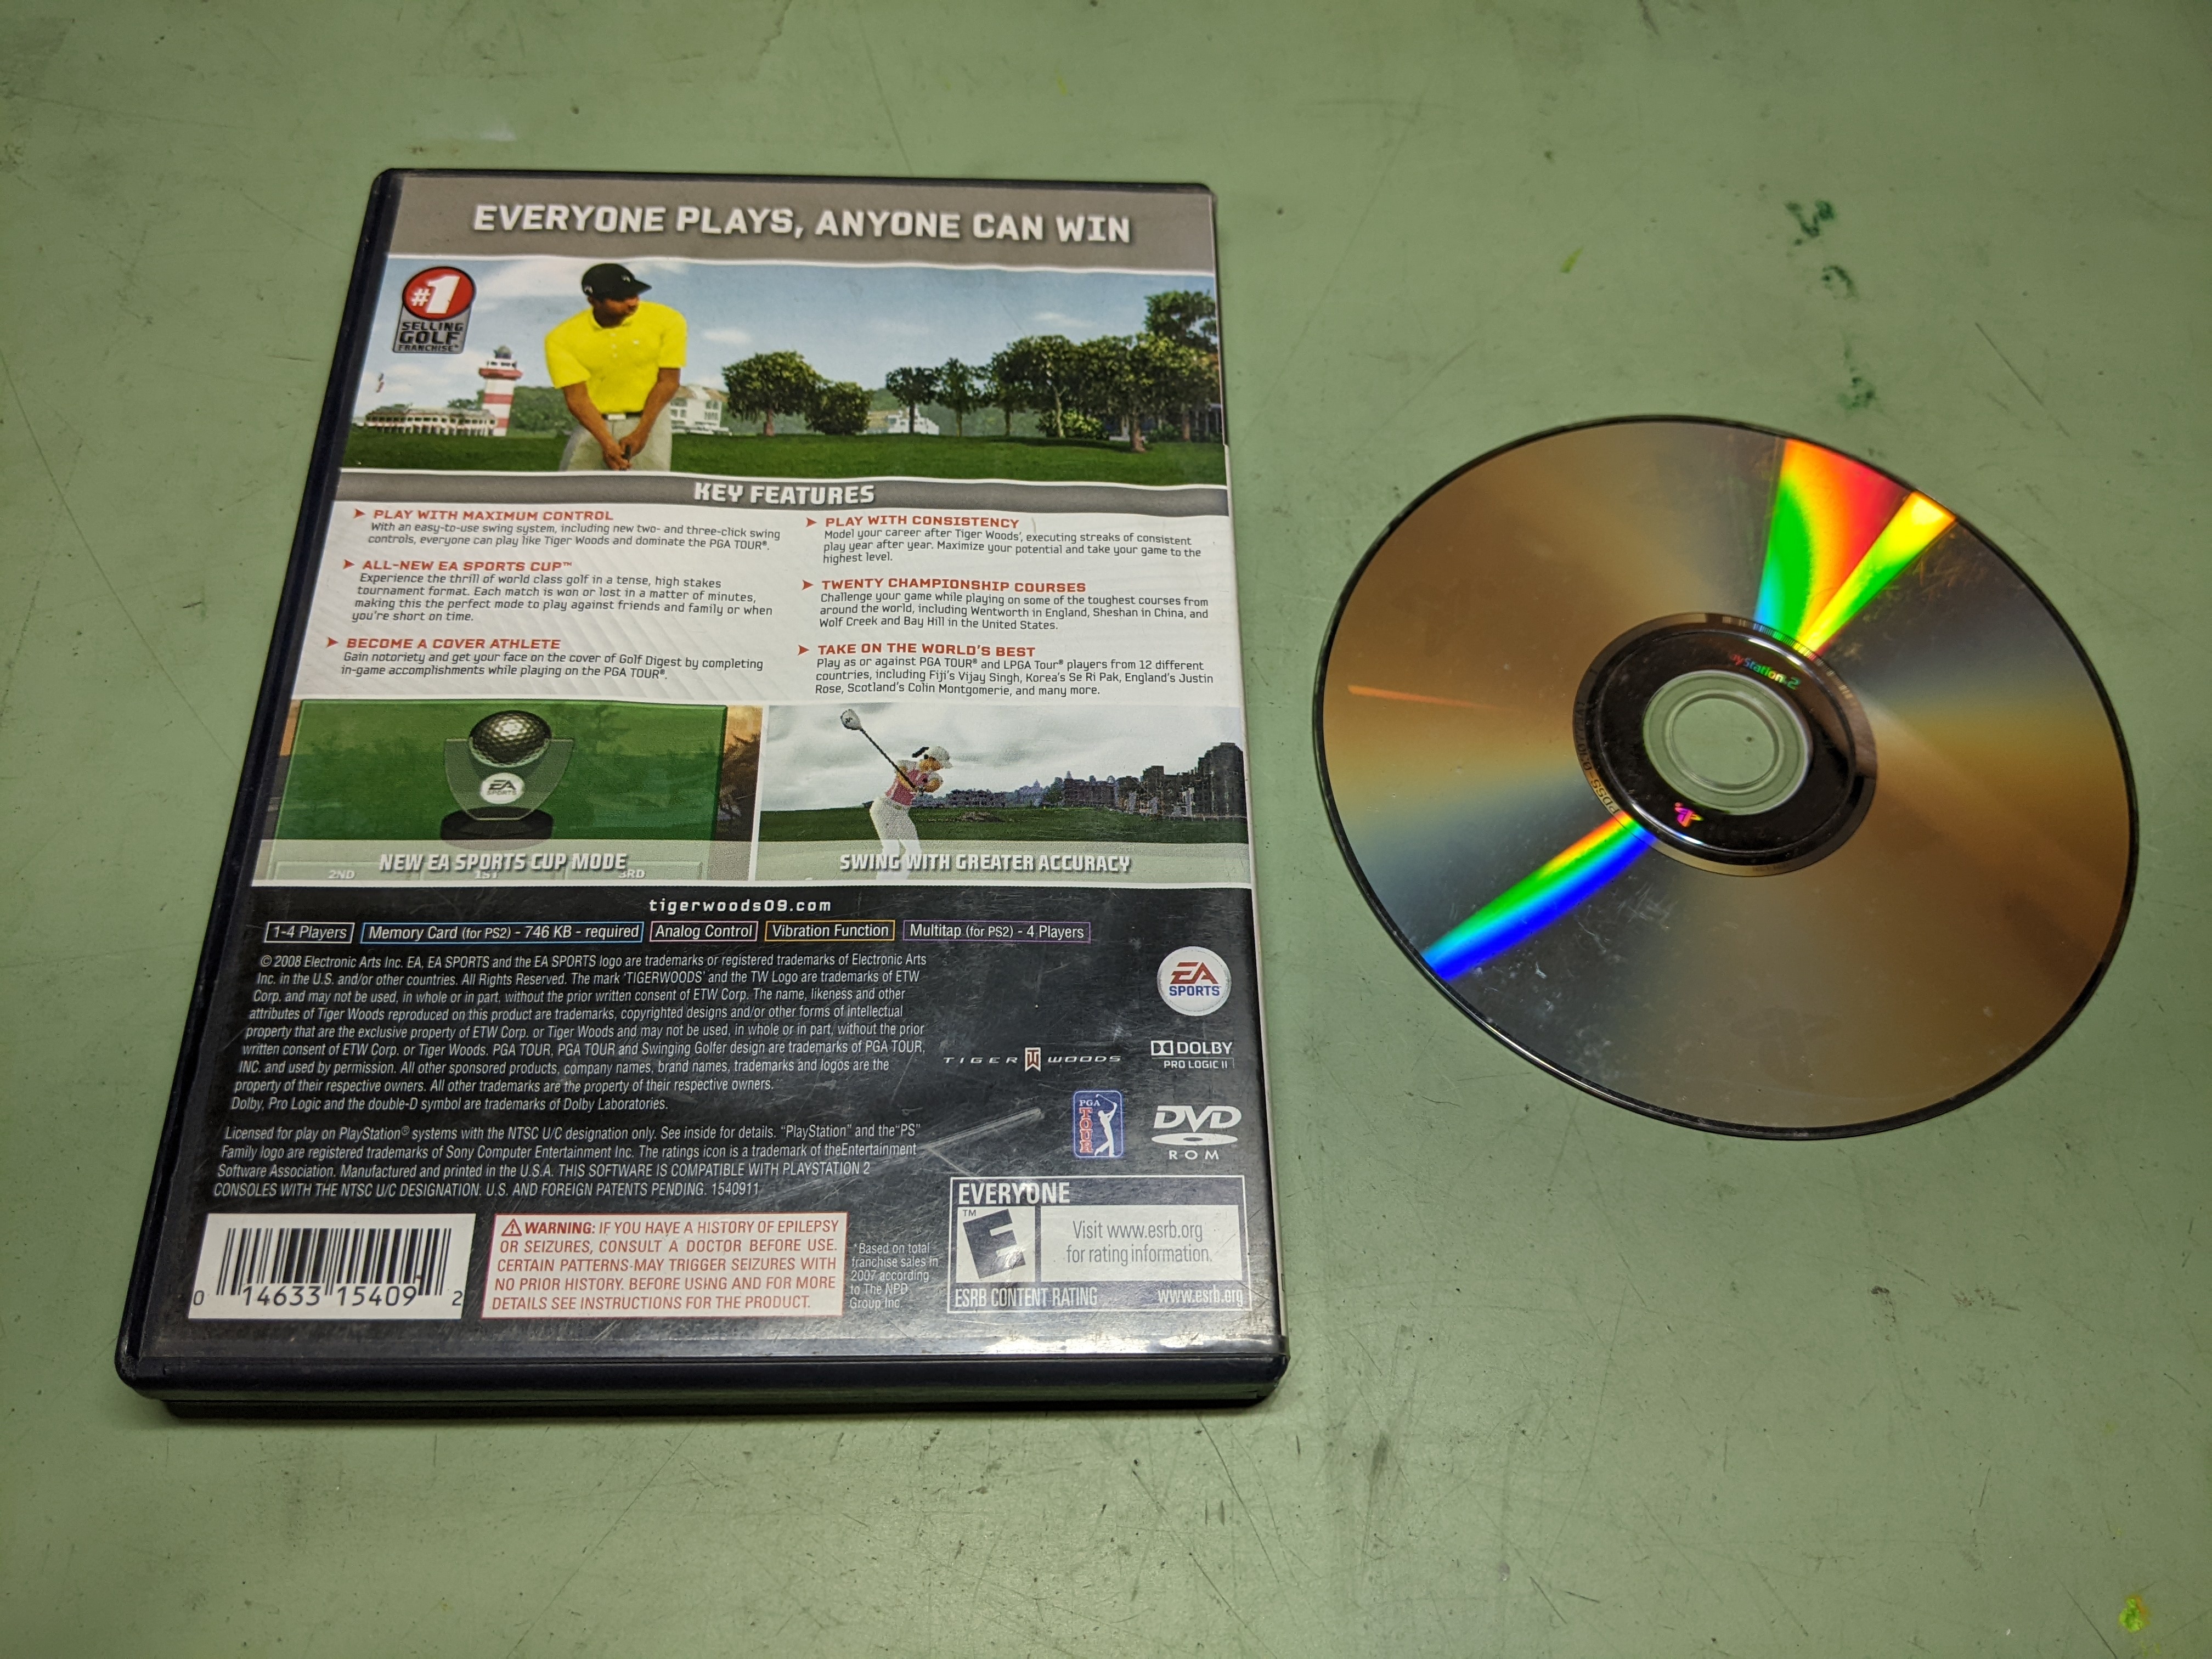 EVERYONE PLAYS, ANYONE CAN WIN
#1
SELLING
GOLF
FRANCHISE*
KEY FEATURES
PLAY WITH MAXIMUM CONTROL
With an easy-to-use swing system, including new two- and three-click swing
controls, everyone can play like Tiger Woods and dominate the PGA TOUR®.
ALL-NEW EA SPORTS CUP™
Experience the thrill of world class golf in a tense, high stakes
tournament format. Each match is won or lost in a matter of minutes,
making this the perfect mode to play against friends and family or when
you're short on time.
BECOME A COVER ATHLETE
Gain notoriety and get your face on the cover of Golf Digest by completing
in-game accomplishments while playing on the PGA TOUR®.
PLAY WITH CONSISTENCY
Model your career after Tiger Woods', executing streaks of consistent
play year after year. Maximize your potential and take your game to the
highest level.
TWENTY CHAMPIONSHIP COURSES
Challenge your game while playing on some of the toughest courses from
around the world, including Wentworth in England, Sheshan in China, and
Wolf Creek and Bay Hill in the United States.
TAKE ON THE WORLD'S BEST
Play as or against PGA TOUR® and LPGA Tour® players from 12 different
countries, including Fiji's Vijay Singh, Korea's Se Ri Pak, England's Justin
Rose, Scotland's Colin Montgomerie, and many more.
EA
SPORTS
NEW EA SPORTS CUP MODE
2ND 1ST 3RD
SWING WITH GREATER ACCURACY
tigerwoods09.com
1-4 Players Memory Card (for PS2) - 746 KB - required Analog Control Vibration Function Multitap (for PS2) - 4 Players
© 2008 Electronic Arts Inc. EA, EA SPORTS and the EA SPORTS logo are trademarks or registered trademarks of Electronic Arts
Inc. in the U.S. and/or other countries. All Rights Reserved. The mark 'TIGERWOODS' and the TW Logo are trademarks of ETW
Corp. and may not be used, in whole or in part, without the prior written consent of ETW Corp. The name, likeness and other
attributes of Tiger Woods reproduced on this product are trademarks, copyrighted designs and/or other forms of intellectual
property that are the exclusive property of ETW Corp. or Tiger Woods and may not be used, in whole or in part, without the prior
written consent of ETW Corp. or Tiger Woods. PGA TOUR, PGA TOUR and Swinging Golfer design are trademarks of PGA TOUR,
INC. and used by permission. All other sponsored products, company names, brand names, trademarks and logos are the
property of their respective owners. All other trademarks are the property of their respective owners.
Dolby, Pro Logic and the double-D symbol are trademarks of Dolby Laboratories.
Licensed for play on PlayStation® systems with the NTSC U/C designation only. See inside for details. "PlayStation" and the"PS"
Family logo are registered trademarks of Sony Computer Entertainment Inc. The ratings icon is a trademark of theEntertainment
Software Association. Manufactured and printed in the U.S.A. THIS SOFTWARE IS COMPATIBLE WITH PLAYSTATION 2
CONSOLES WITH THE NTSC U/C DESIGNATION. U.S. AND FOREIGN PATENTS PENDING. 1540911
EA
SPORTS
TIGER TW WOODS
DOLBY
PRO LOGIC II
PGA
TOUR
DVD
ROM
0 14633 15409 2
WARNING: IF YOU HAVE A HISTORY OF EPILEPSY
OR SEIZURES, CONSULT A DOCTOR BEFORE USE.
CERTAIN PATTERNS MAY TRIGGER SEIZURES WITH
NO PRIOR HISTORY. BEFORE USING AND FOR MORE
DETAILS SEE INSTRUCTIONS FOR THE PRODUCT.
*Based on total
franchise sales in
2007 according
to The NPD
Group Inc
EVERYONE
E
TM
Visit www.esrb.org
for rating information.
ESRB CONTENT RATING www.esrb.org